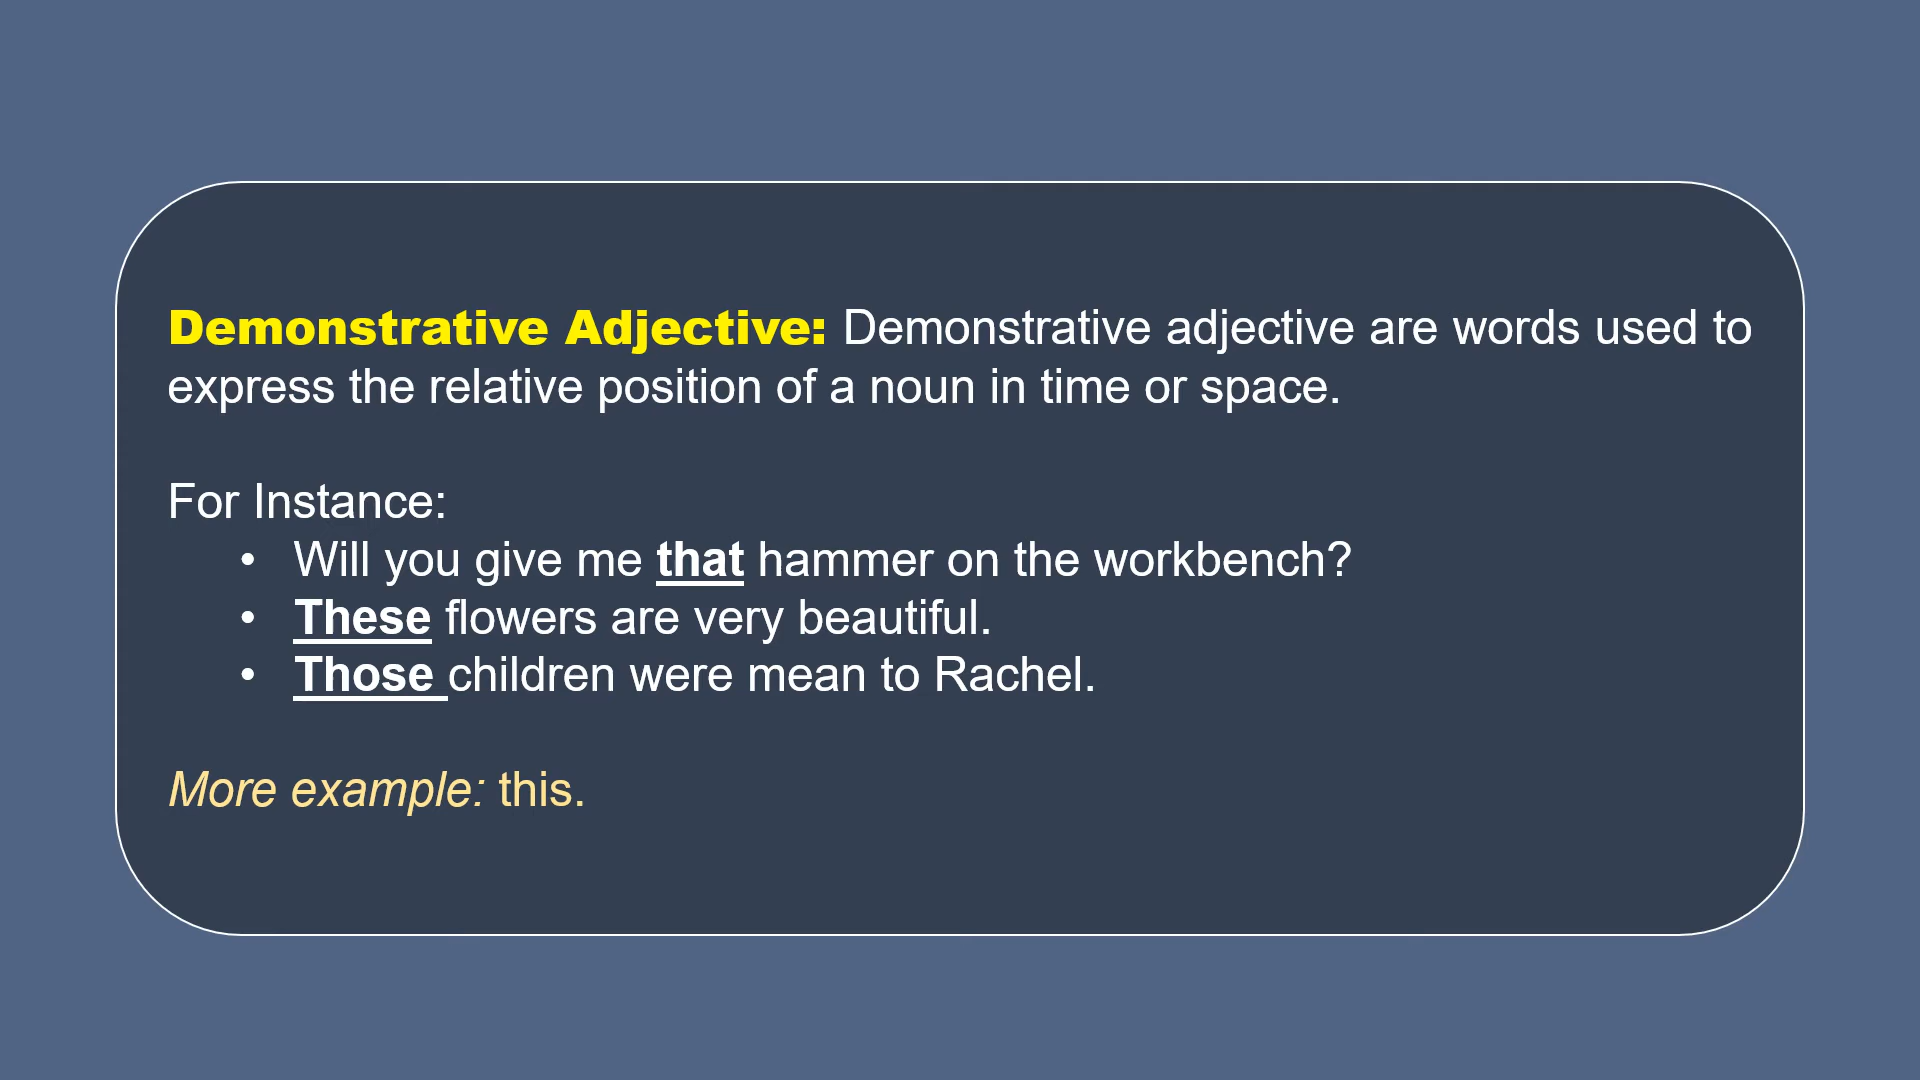 Demonstrative Adjective: Demonstrative adjective are words used to
express the relative position of a noun in time or space.
For Instance:
• Will you give me that hammer on the workbench?
• These flowers are very beautiful.
• Those children were mean to Rachel.
More example: this.